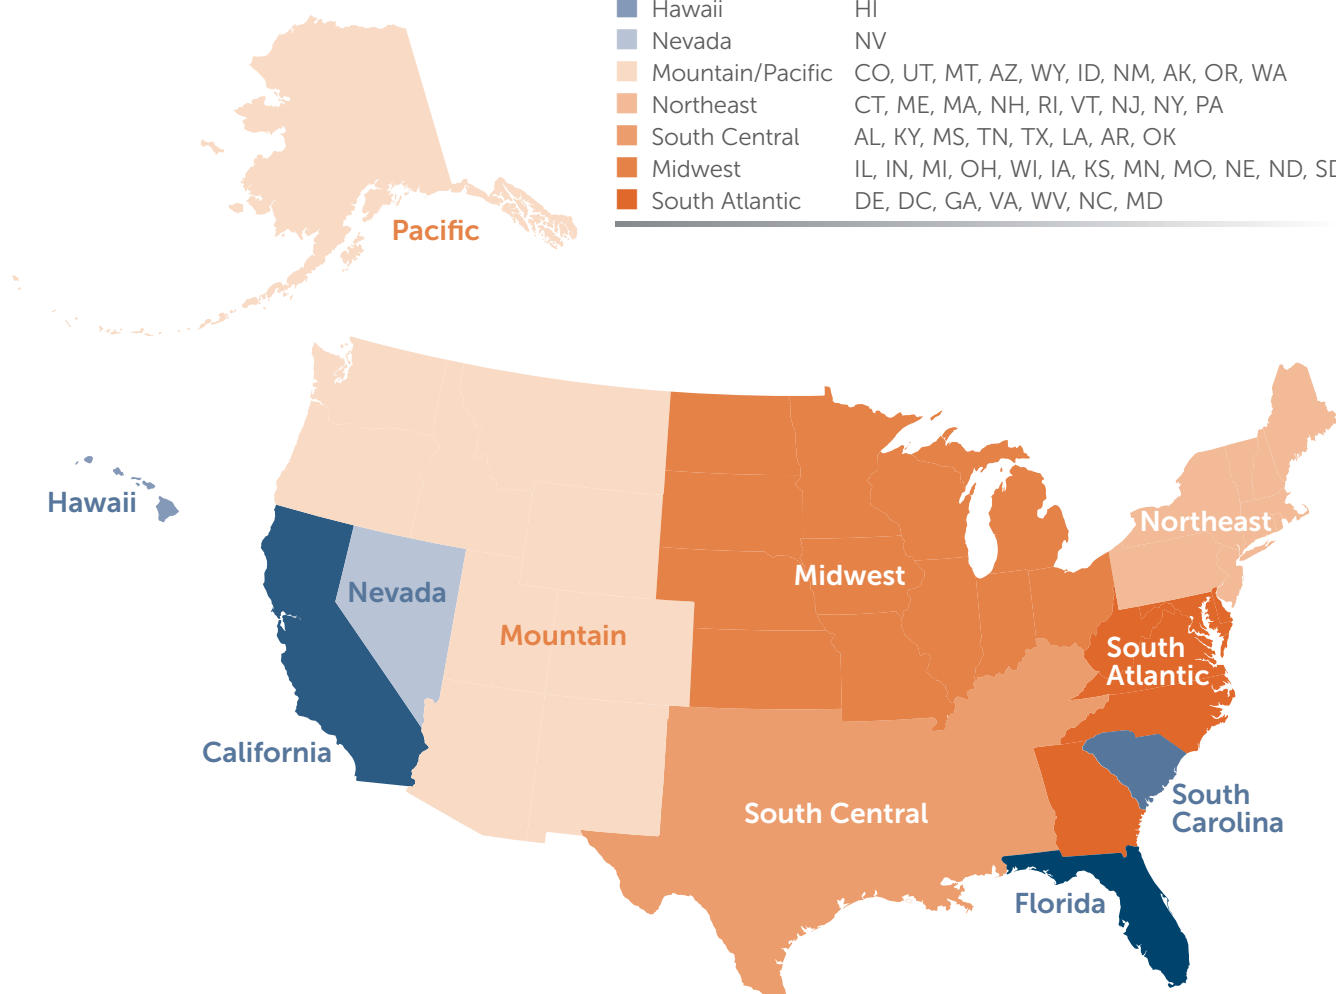 Hawaii HI
Nevada NV
Mountain/Pacific CO, UT, MT, AZ, WY, ID, NM, AK, OR, WA
Northeast CT, ME, MA, NH, RI, VT, NJ, NY, PA
South Central AL, KY, MS, TN, TX, LA, AR, OK
Midwest IL, IN, MI, OH, WI, IA, KS, MN, MO, NE, ND, SD
South Atlantic DE, DC, GA, VA, WV, NC, MD
Pacific
Hawaii
Northeast
Midwest
Nevada
Mountain
South
Atlantic
California
South Central
South
Carolina
Florida